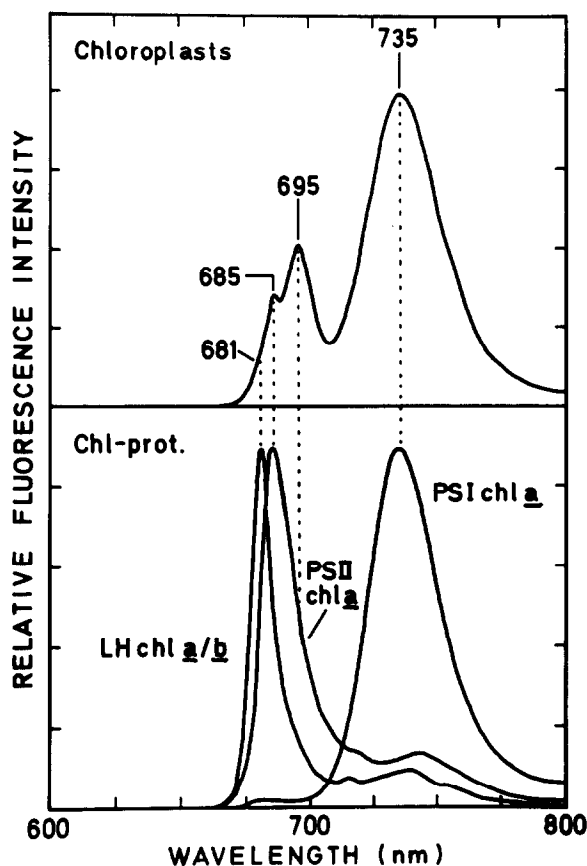 Chloroplasts
735
695
685
681
Chl-prot.
PSI chl a
PSII
chl a
LH chl a/b
600
700
800
WAVELENGTH (nm)
RELATIVE FLUORESCENCE INTENSITY